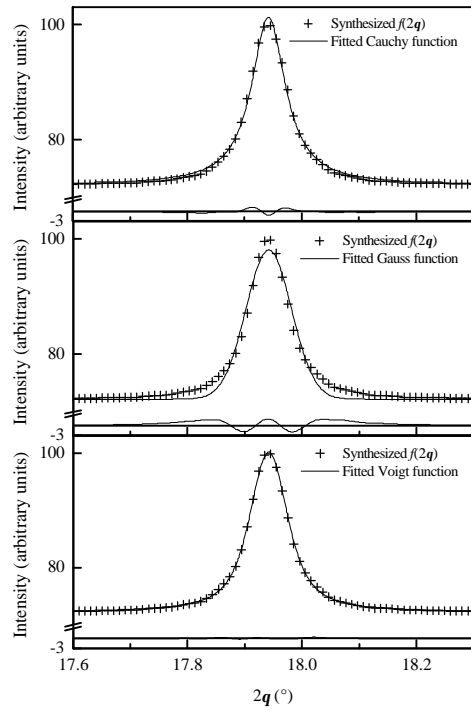 100
80
-3
Intensity (arbitrary units)
Synthesized f(2q)
Fitted Cauchy function
100
80
-3
Intensity (arbitrary units)
Synthesized f(2q)
Fitted Gauss function
100
80
-3
Intensity (arbitrary units)
Synthesized f(2q)
Fitted Voigt function
17.6 17.8 18.0 18.2
2q (°)